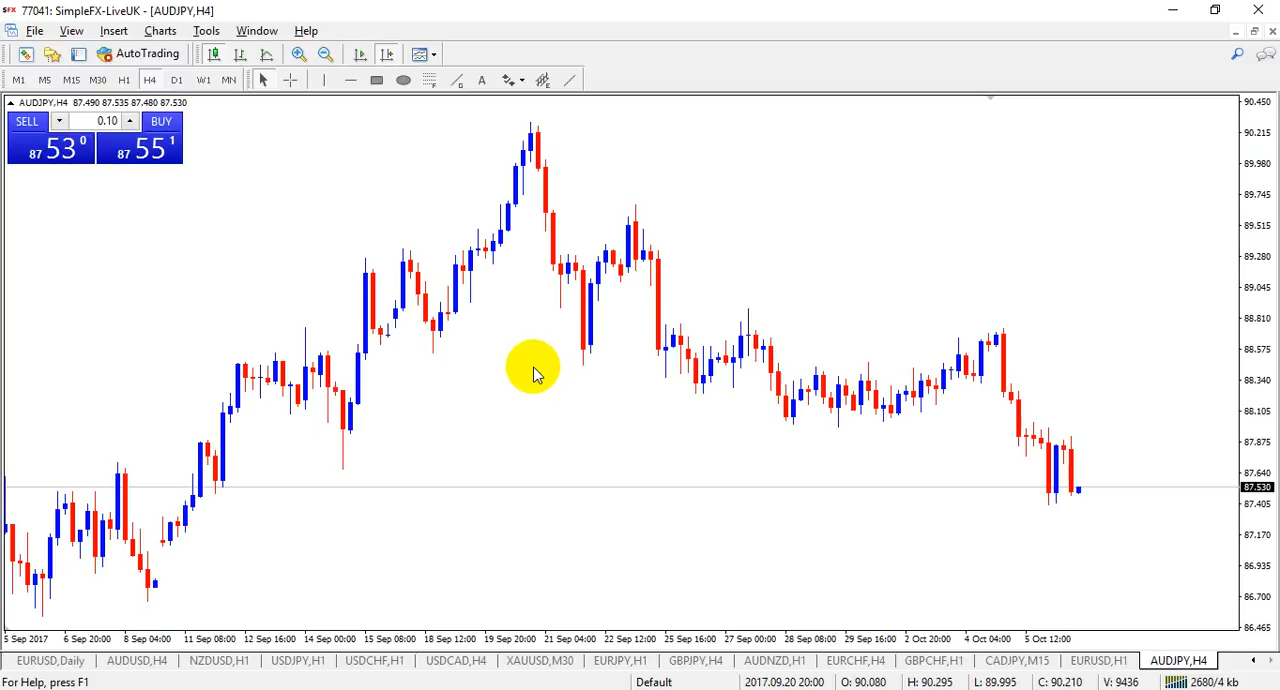 SFX 77041: SimpleFX-LiveUK - [AUDJPY,H4]
File View Insert Charts Tools Window Help
AutoTrading
M1 M5 M15 M30 H1 H4 D1 W1 MN A
AUDJPY,H4 87.490 87.535 87.480 87.530
SELL 0.10 BUY
87 53 0 87 55 1
90.450
90.215
89.980
89.745
89.515
89.280
89.045
88.810
88.575
88.340
88.105
87.875
87.640
87.530
87.405
87.170
86.935
86.700
86.465
5 Sep 2017 6 Sep 20:00 8 Sep 04:00 11 Sep 08:00 12 Sep 16:00 14 Sep 00:00 15 Sep 08:00 18 Sep 12:00 19 Sep 20:00 21 Sep 04:00 22 Sep 12:00 25 Sep 16:00 27 Sep 00:00 28 Sep 08:00 29 Sep 16:00 2 Oct 20:00 4 Oct 04:00 5 Oct 12:00
EURUSD,Daily AUDUSD,H4 NZDUSD,H1 USDJPY,H1 USDCHF,H1 USDCAD,H4 XAUUSD,M30 EURJPY,H1 GBPJPY,H4 AUDNZD,H1 EURCHF,H4 GBPCHF,H1 CADJPY,M15 EURUSD,H1 AUDJPY,H4
For Help, press F1 Default 2017.09.20 20:00 O: 90.080 H: 90.295 L: 89.995 C: 90.210 V: 9436 2680/4 kb